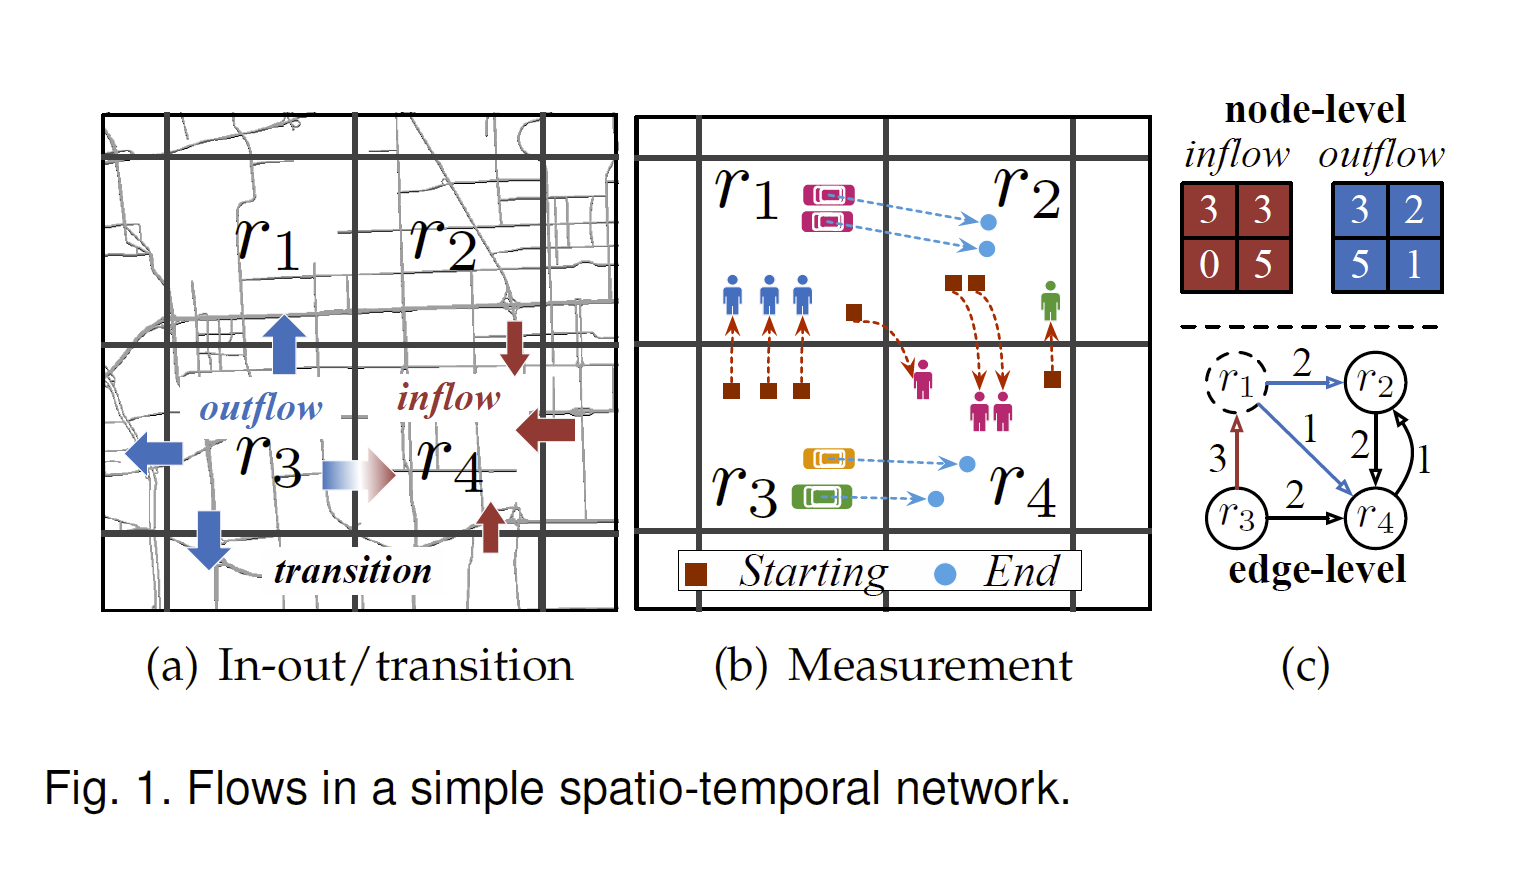 r1
r2
outflow
inflow
r3
r4
transition
(a) In-out/transition
r1
r2
r3
r4
Starting
End
(b) Measurement
node-level
inflow outflow
3 3 3 2
0 5 5 1
r1 2 r2
1
3 2 1
2
r3 r4
edge-level
(c)
Fig. 1. Flows in a simple spatio-temporal network.